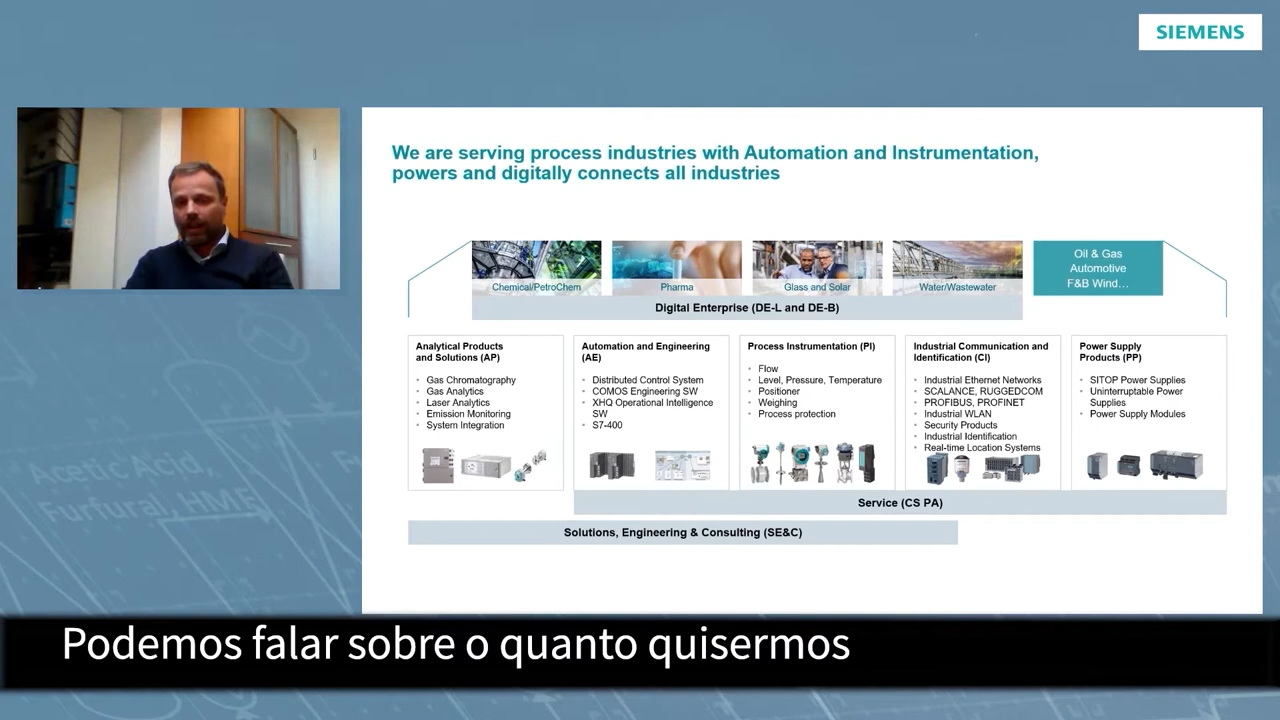 SIEMENS
We are serving process industries with Automation and Instrumentation,
powers and digitally connects all industries
Chemical/PetroChem
Pharma
Glass and Solar
Water/Wastewater
Oil & Gas
Automotive
F&B Wind…
Digital Enterprise (DE-L and DE-B)
Analytical Products
and Solutions (AP)
• Gas Chromatography
• Gas Analytics
• Laser Analytics
• Emission Monitoring
• System Integration
Automation and Engineering
(AE)
• Distributed Control System
• COMOS Engineering SW
• XHQ Operational Intelligence
SW
• S7-400
Process Instrumentation (PI)
• Flow
• Level, Pressure, Temperature
• Positioner
• Weighing
• Process protection
Industrial Communication and
Identification (CI)
• Industrial Ethernet Networks
• SCALANCE, RUGGEDCOM
• PROFIBUS, PROFINET
• Industrial WLAN
• Security Products
• Industrial Identification
• Real-time Location Systems
Power Supply
Products (PP)
• SITOP Power Supplies
• Uninterruptable Power
Supplies
• Power Supply Modules
Service (CS PA)
Solutions, Engineering & Consulting (SE&C)
Furfural, HMF
Podemos falar sobre o quanto quisermos